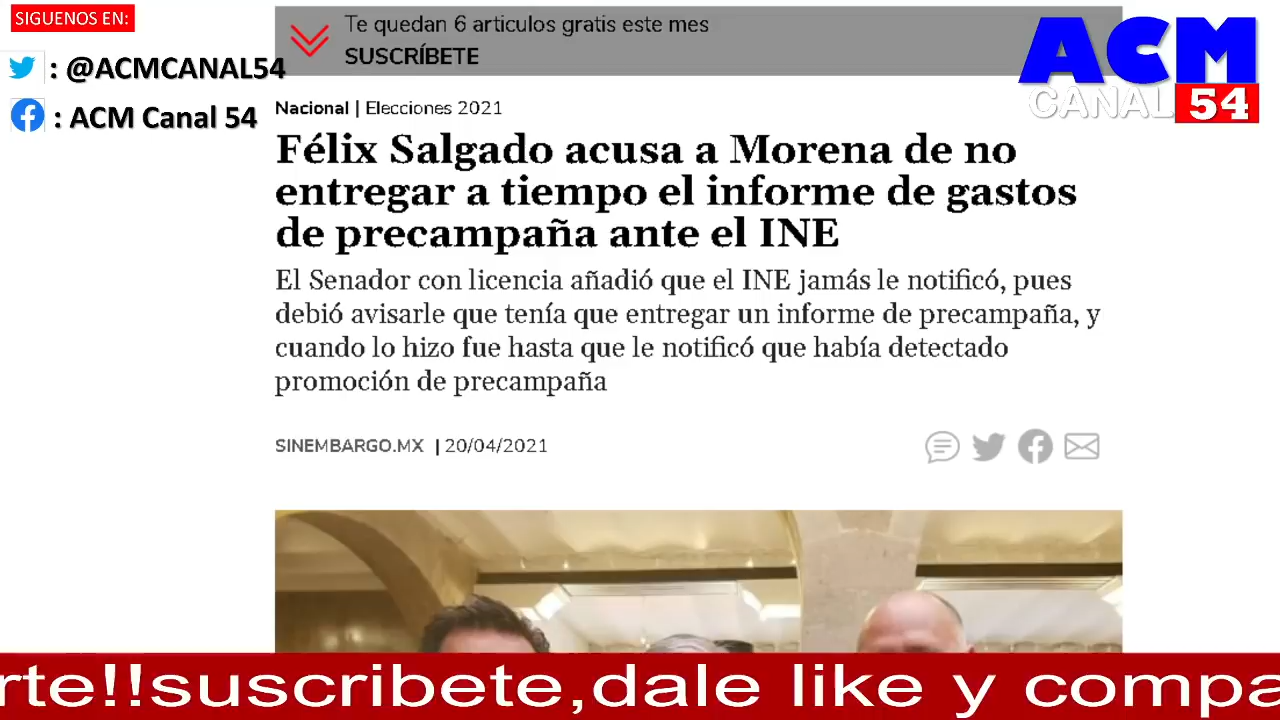 SIGUENOS EN:
: @ACMCANAL54
: ACM Canal 54
Te quedan 6 articulos gratis este mes
SUSCRÍBETE
ACM
CANAL 54
Nacional | Elecciones 2021
Félix Salgado acusa a Morena de no
entregar a tiempo el informe de gastos
de precampaña ante el INE
El Senador con licencia añadió que el INE jamás le notificó, pues
debió avisarle que tenía que entregar un informe de precampaña, y
cuando lo hizo fue hasta que le notificó que había detectado
promoción de precampaña
SINEMBARGO.MX | 20/04/2021
rte!!suscribete,dale like y compa